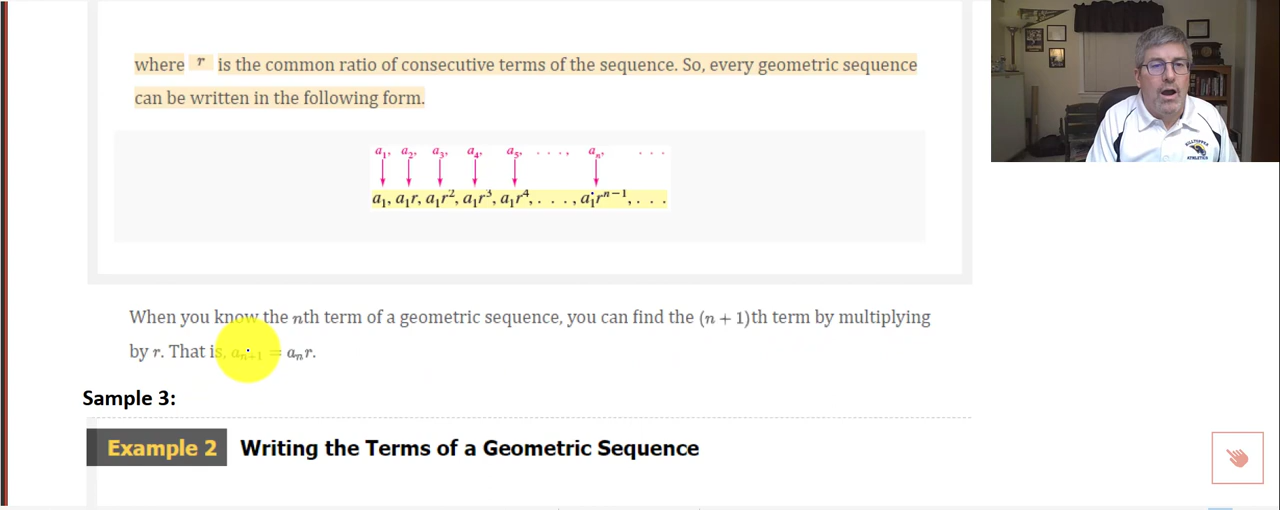 where r is the common ratio of consecutive terms of the sequence. So, every geometric sequence
can be written in the following form.
a₁, a₂, a₃, a₄, a₅, . . . , aₙ, . . .
a₁, a₁r, a₁r², a₁r³, a₁r⁴, . . . , a₁rⁿ⁻¹, . . .
When you know the nth term of a geometric sequence, you can find the (n + 1)th term by multiplying
by r. That is, aₙ₊₁ = aₙr.
Sample 3:
Example 2 Writing the Terms of a Geometric Sequence
HILLTOPPER
ATHLETICS